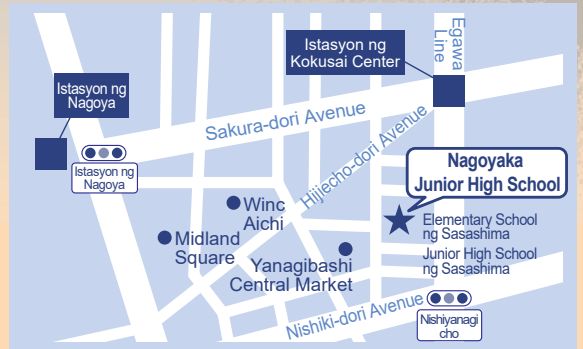 Istasyon ng
Kokusai Center
Egawa
Line
Istasyon ng
Nagoya
Sakura-dori Avenue
Istasyon ng
Nagoya
Hijiecho-dori Avenue
Nagoyaka
Junior High School
Winc
Aichi
Elementary School
ng Sasashima
Midland
Square
Junior High School
ng Sasashima
Yanagibashi
Central Market
Nishiki-dori Avenue
Nishiyanagi
cho